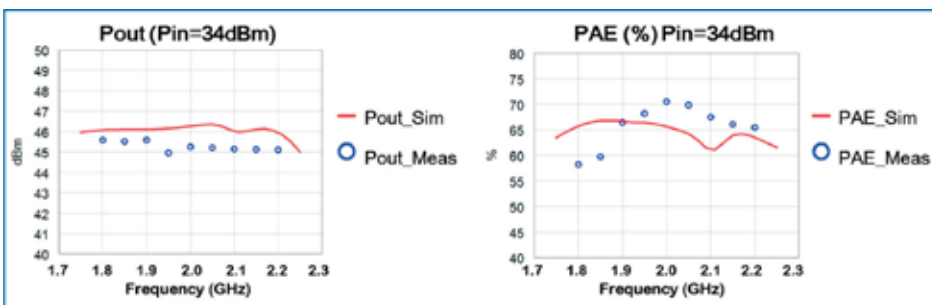 Pout (Pin=34dBm)
50
49
48
47
46
45
44
43
42
41
40
dBm
1.7 1.8 1.9 2.0 2.1 2.2 2.3
Frequency (GHz)
Pout_Sim
Pout_Meas
PAE (%) Pin=34dBm
80
75
70
65
60
55
50
45
40
%
1.7 1.8 1.9 2.0 2.1 2.2 2.3
Frequency (GHz)
PAE_Sim
PAE_Meas